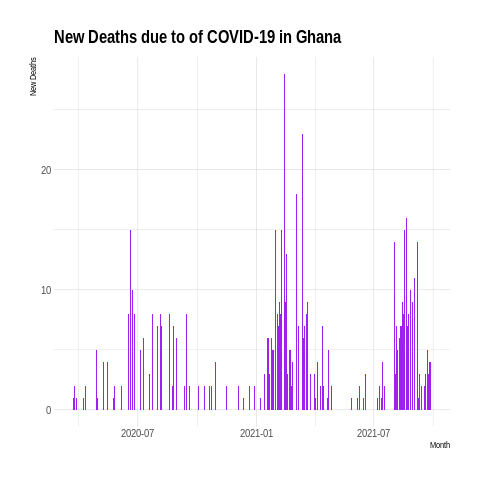 New Deaths due to of COVID-19 in Ghana
New Deaths
20
10
0
2020-07
2021-01
2021-07
Month